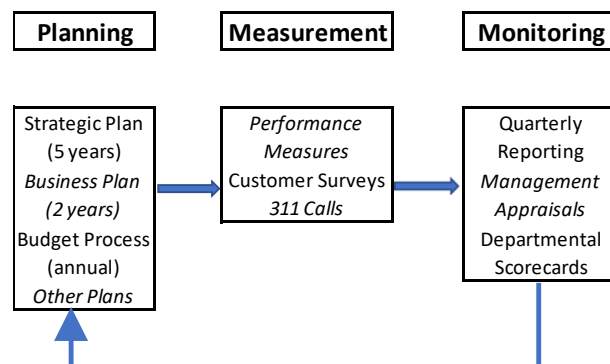 Planning
Measurement
Monitoring
Strategic Plan
(5 years)
Business Plan
(2 years)
Budget Process
(annual)
Other Plans
Performance
Measures
Customer Surveys
311 Calls
Quarterly
Reporting
Management
Appraisals
Departmental
Scorecards